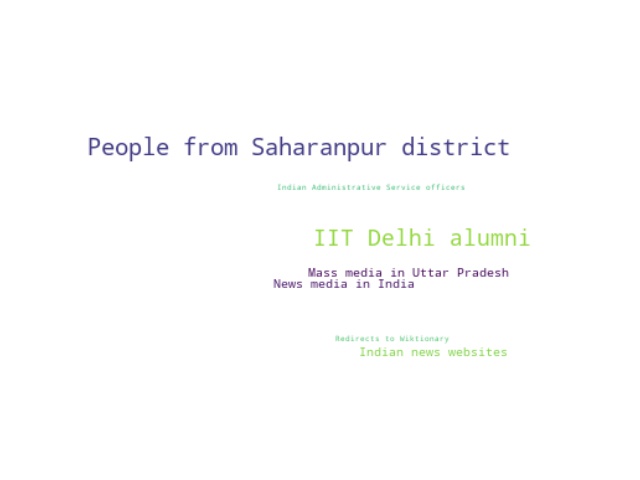 People from Saharanpur district
Indian Administrative Service officers
IIT Delhi alumni
Mass media in Uttar Pradesh
News media in India
Redirects to Wiktionary
Indian news websites